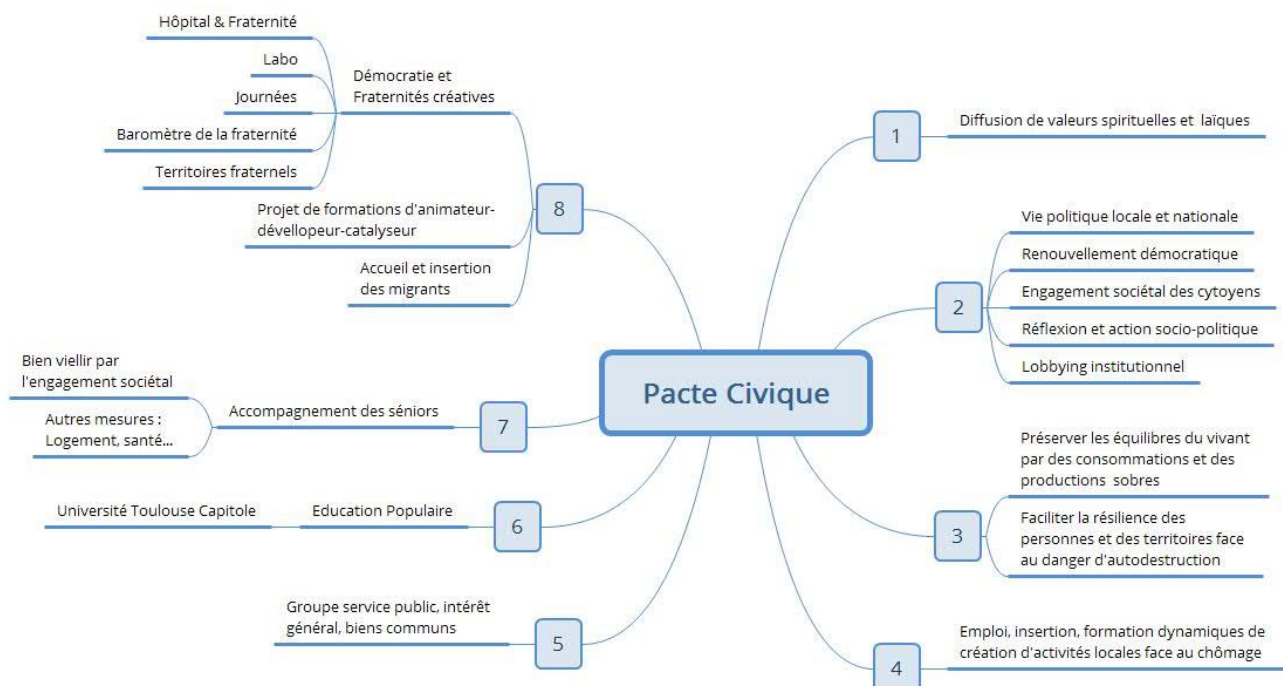 Pacte Civique
1
Diffusion de valeurs spirituelles et laïques
2
Vie politique locale et nationale
Renouvellement démocratique
Engagement sociétal des cytoyens
Réflexion et action socio-politique
Lobbying institutionnel
3
Préserver les équilibres du vivant
par des consommations et des
productions sobres
Faciliter la résilience des
personnes et des territoires face
au danger d'autodestruction
4
Emploi, insertion, formation dynamiques de
création d'activités locales face au chômage
5
Groupe service public, intérêt
général, biens communs
6
Education Populaire
Université Toulouse Capitole
7
Accompagnement des séniors
Bien viellir par
l'engagement sociétal
Autres mesures :
Logement, santé...
8
Démocratie et
Fraternités créatives
Hôpital & Fraternité
Labo
Journées
Baromètre de la fraternité
Territoires fraternels
Projet de formations d'animateur-
dévellopeur-catalyseur
Accueil et insertion
des migrants